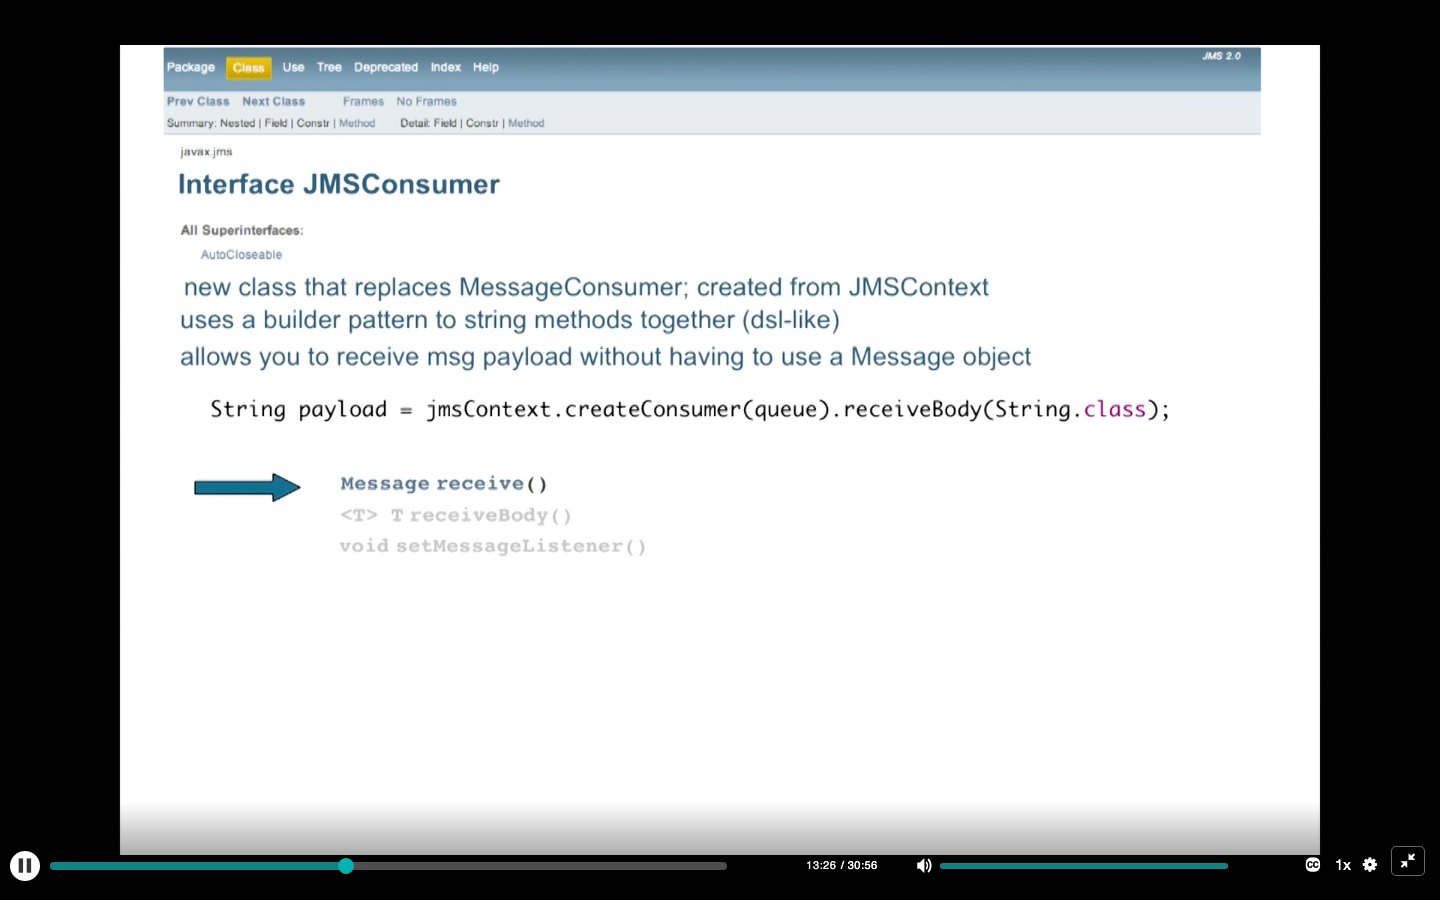 JMS 2.0
Package Class Use Tree Deprecated Index Help
Prev Class Next Class Frames No Frames
Summary: Nested | Field | Constr | Method Detail: Field | Constr | Method
javax.jms
Interface JMSConsumer
All Superinterfaces:
AutoCloseable
new class that replaces MessageConsumer; created from JMSContext
uses a builder pattern to string methods together (dsl-like)
allows you to receive msg payload without having to use a Message object
String payload = jmsContext.createConsumer(queue).receiveBody(String.class);
Message receive()
<T> T receiveBody()
void setMessageListener()
13:26 / 30:56 CC 1x